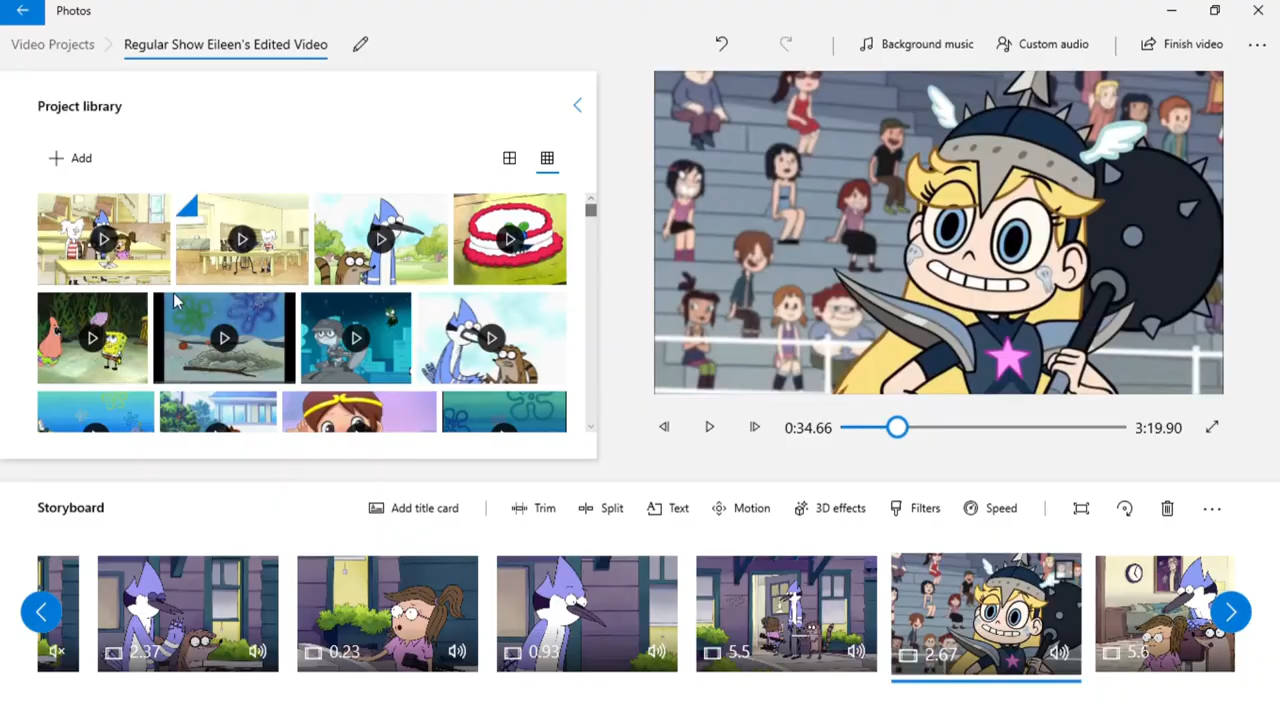 Photos
Video Projects
Regular Show Eileen's Edited Video
Background music
Custom audio
Finish video
Project library
Add
0:34.66
3:19.90
Storyboard
Add title card
Trim
Split
Text
Motion
3D effects
Filters
Speed
2.37
0.23
0.93
5.5
2.67
5.6